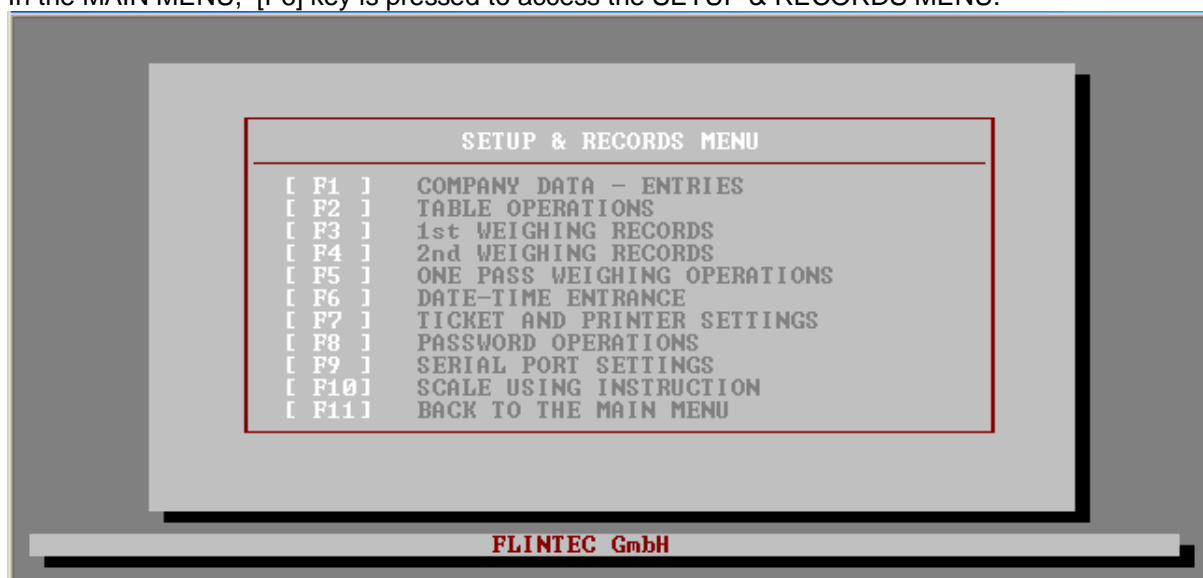 In the MAIN MENU, key is pressed to access the SETUP & RECORDS MENU.
SETUP & RECORDS MENU
[ F1 ] COMPANY DATA - ENTRIES
[ F2 ] TABLE OPERATIONS
[ F3 ] 1st WEIGHING RECORDS
[ F4 ] 2nd WEIGHING RECORDS
[ F5 ] ONE PASS WEIGHING OPERATIONS
[ F6 ] DATE-TIME ENTRANCE
[ F7 ] TICKET AND PRINTER SETTINGS
[ F8 ] PASSWORD OPERATIONS
[ F9 ] SERIAL PORT SETTINGS
[ F10] SCALE USING INSTRUCTION
[ F11] BACK TO THE MAIN MENU
FLINTEC GmbH